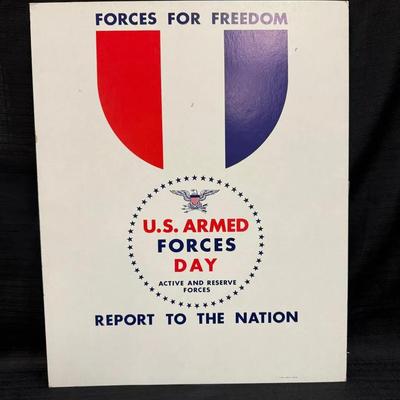 FORCES FOR FREEDOM
U.S. ARMED
FORCES
DAY
ACTIVE AND RESERVE
FORCES
REPORT TO THE NATION